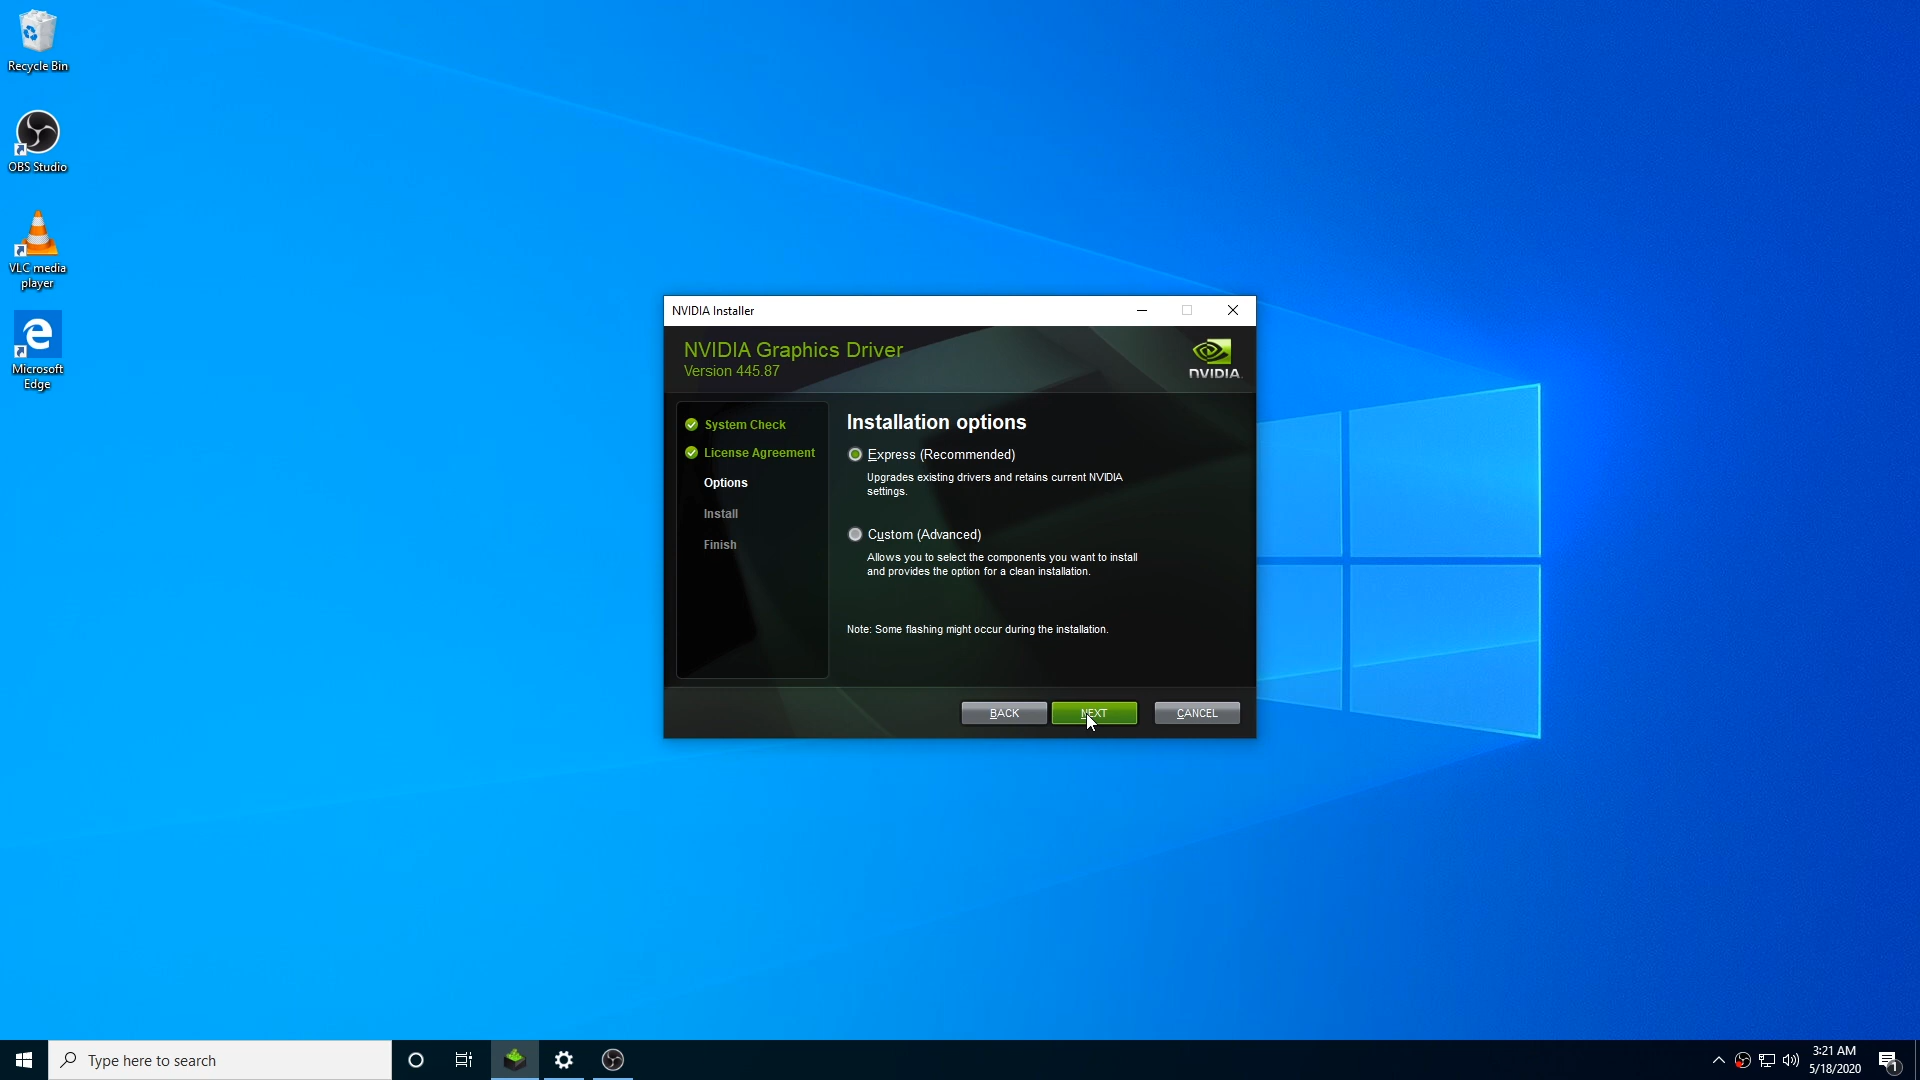 Recycle Bin
OBS Studio
VLC media
player
Microsoft
Edge
NVIDIA Installer
NVIDIA Graphics Driver
Version 445.87
NVIDIA.
System Check
License Agreement
Options
Install
Finish
Installation options
Express (Recommended)
Upgrades existing drivers and retains current NVIDIA
settings.
Custom (Advanced)
Allows you to select the components you want to install
and provides the option for a clean installation.
Note: Some flashing might occur during the installation.
BACK
NEXT
CANCEL
Type here to search
3:21 AM
5/18/2020
1